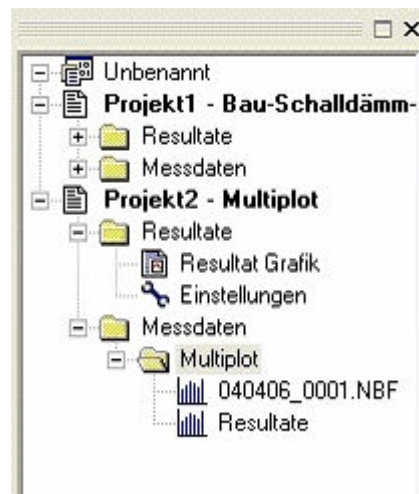 Unbenannt
Projekt1 - Bau-Schalldämm-
Resultate
Messdaten
Projekt2 - Multiplot
Resultate
Resultat Grafik
Einstellungen
Messdaten
Multiplot
040406_0001.NBF
Resultate